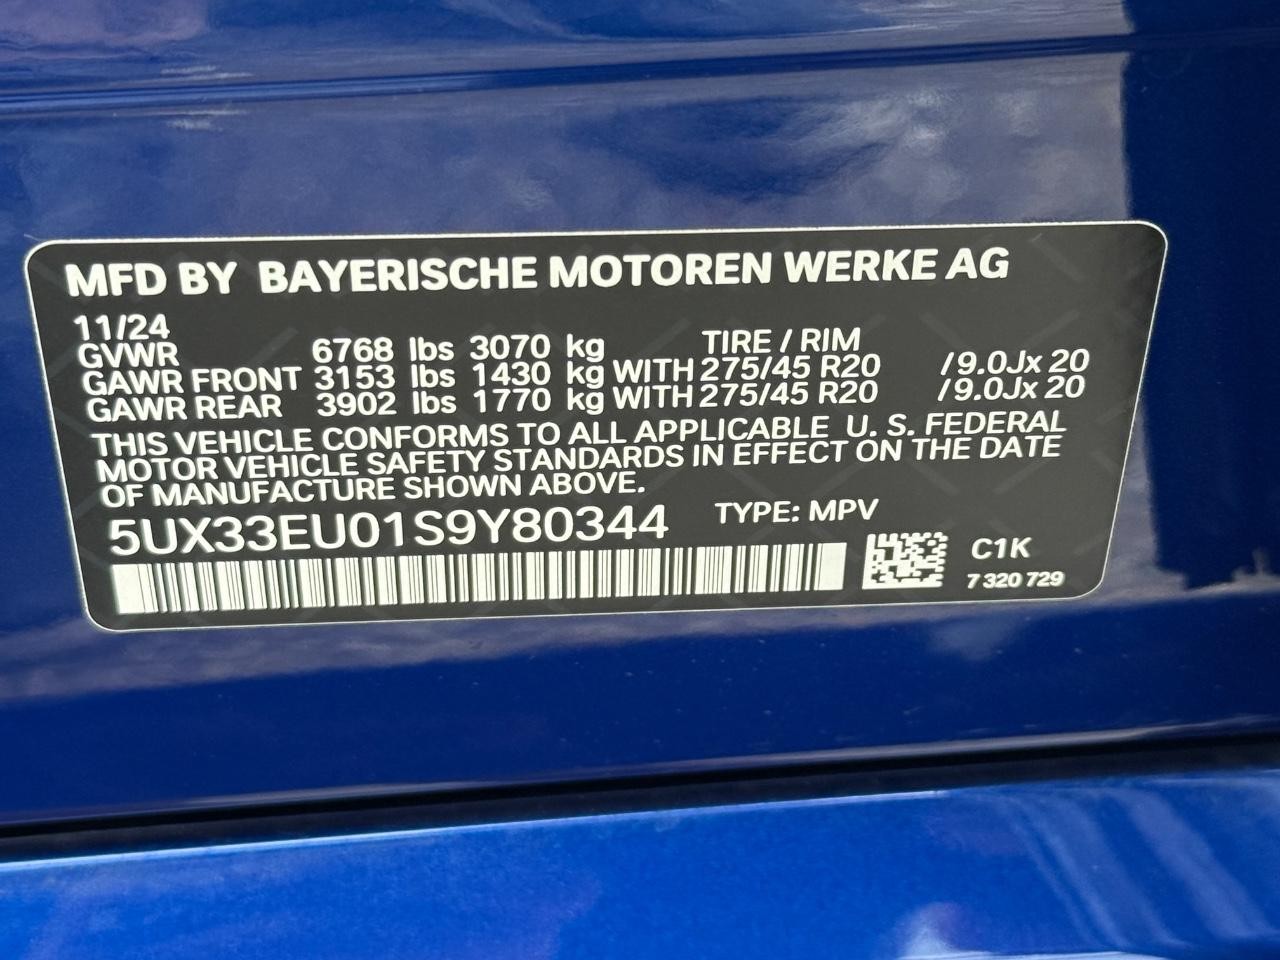 MFD BY BAYERISCHE MOTOREN WERKE AG
11/24
GVWR 6768 lbs 3070 kg TIRE / RIM
GAWR FRONT 3153 lbs 1430 kg WITH 275/45 R20 /9.0Jx 20
GAWR REAR 3902 lbs 1770 kg WITH 275/45 R20 /9.0Jx 20
THIS VEHICLE CONFORMS TO ALL APPLICABLE U. S. FEDERAL
MOTOR VEHICLE SAFETY STANDARDS IN EFFECT ON THE DATE
OF MANUFACTURE SHOWN ABOVE.
5UX33EU01S9Y80344 TYPE: MPV
C1K
7 320 729